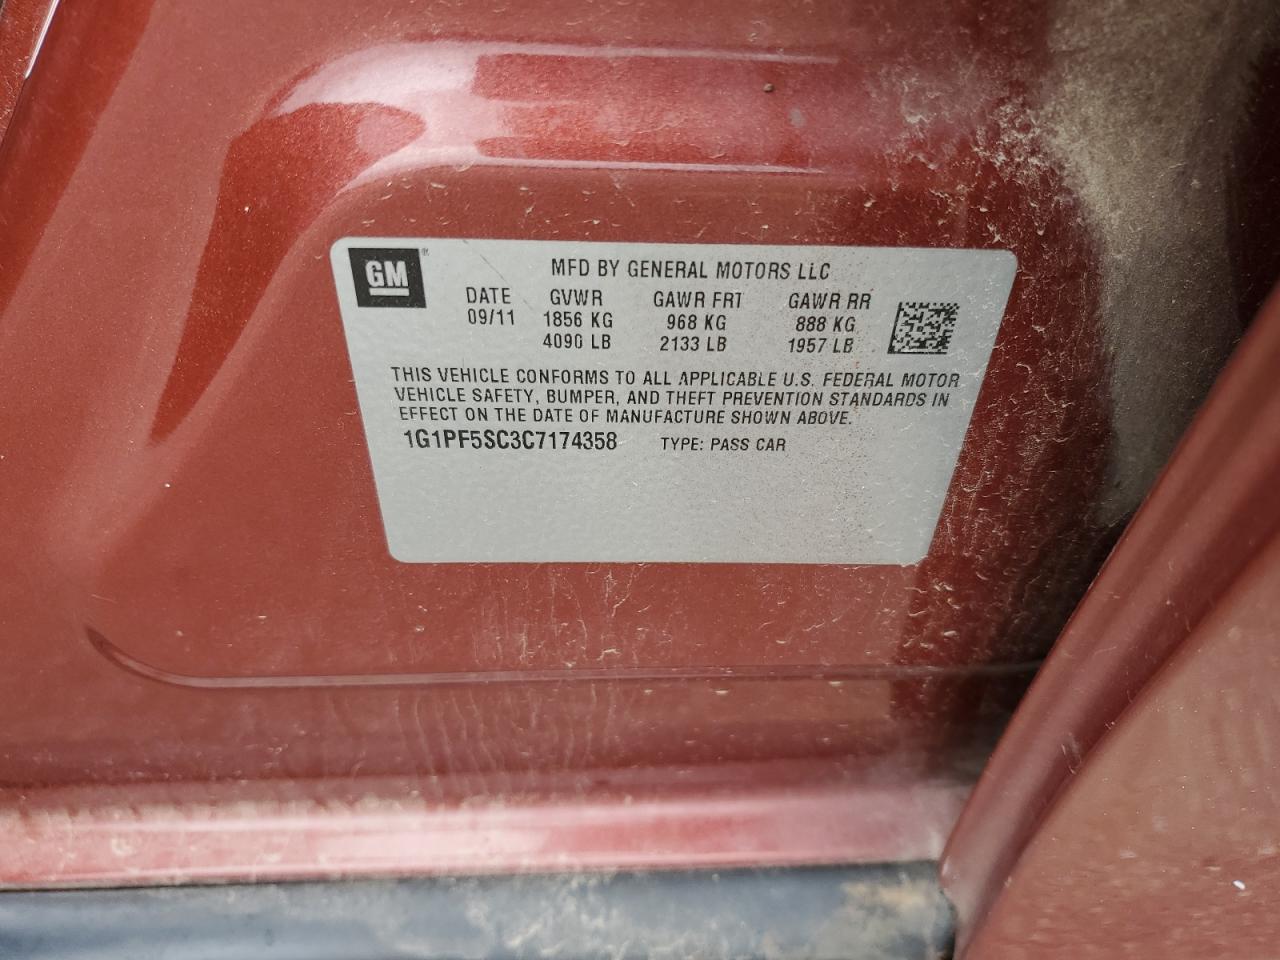 GM®
MFD BY GENERAL MOTORS LLC
DATE GVWR GAWR FRT GAWR RR
09/11 1856 KG 968 KG 888 KG
4090 LB 2133 LB 1957 LB
THIS VEHICLE CONFORMS TO ALL APPLICABLE U.S. FEDERAL MOTOR
VEHICLE SAFETY, BUMPER, AND THEFT PREVENTION STANDARDS IN
EFFECT ON THE DATE OF MANUFACTURE SHOWN ABOVE.
1G1PF5SC3C7174358 TYPE: PASS CAR